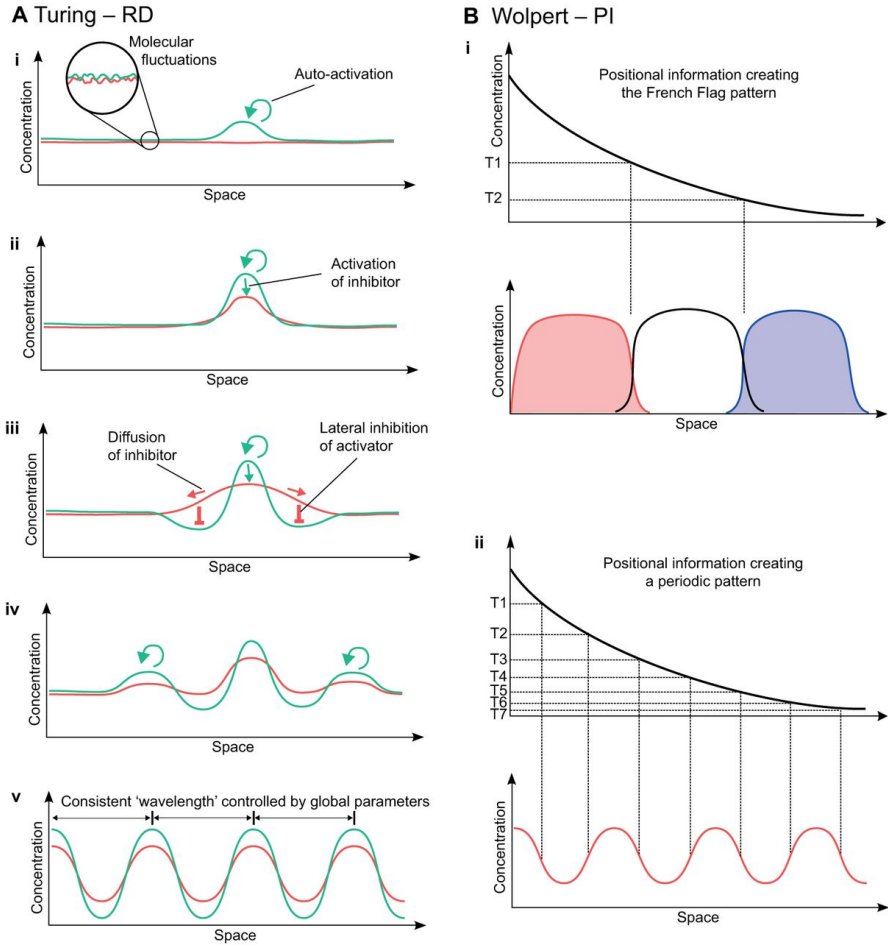 A Turing – RD
i
Molecular
fluctuations
Auto-activation
Concentration
Space
ii
Activation
of inhibitor
Concentration
Space
iii
Diffusion
of inhibitor
Lateral inhibition
of activator
Concentration
Space
iv
Concentration
Space
v
Consistent ‘wavelength’ controlled by global parameters
Concentration
Space
B Wolpert – PI
i
Positional information creating
the French Flag pattern
Concentration
T1
T2
Concentration
Space
ii
Positional information creating
a periodic pattern
T1
T2
T3
T4
T5
T6
T7
Concentration
Space